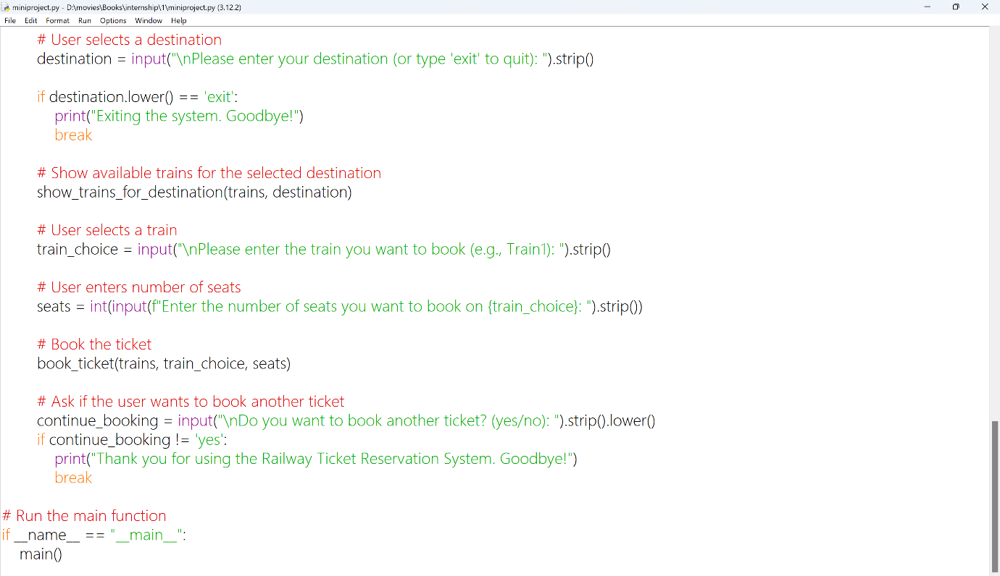 miniproject.py - D:\movies\Books\internship\1\miniproject.py (3.12.2)
File Edit Format Run Options Window Help
# User selects a destination
destination = input("\nPlease enter your destination (or type 'exit' to quit): ").strip()
if destination.lower() == 'exit':
print("Exiting the system. Goodbye!")
break
# Show available trains for the selected destination
show_trains_for_destination(trains, destination)
# User selects a train
train_choice = input("\nPlease enter the train you want to book (e.g., Train1): ").strip()
# User enters number of seats
seats = int(input(f"Enter the number of seats you want to book on {train_choice}: ").strip())
# Book the ticket
book_ticket(trains, train_choice, seats)
# Ask if the user wants to book another ticket
continue_booking = input("\nDo you want to book another ticket? (yes/no): ").strip().lower()
if continue_booking != 'yes':
print("Thank you for using the Railway Ticket Reservation System. Goodbye!")
break
# Run the main function
if __name__ == "__main__":
main()